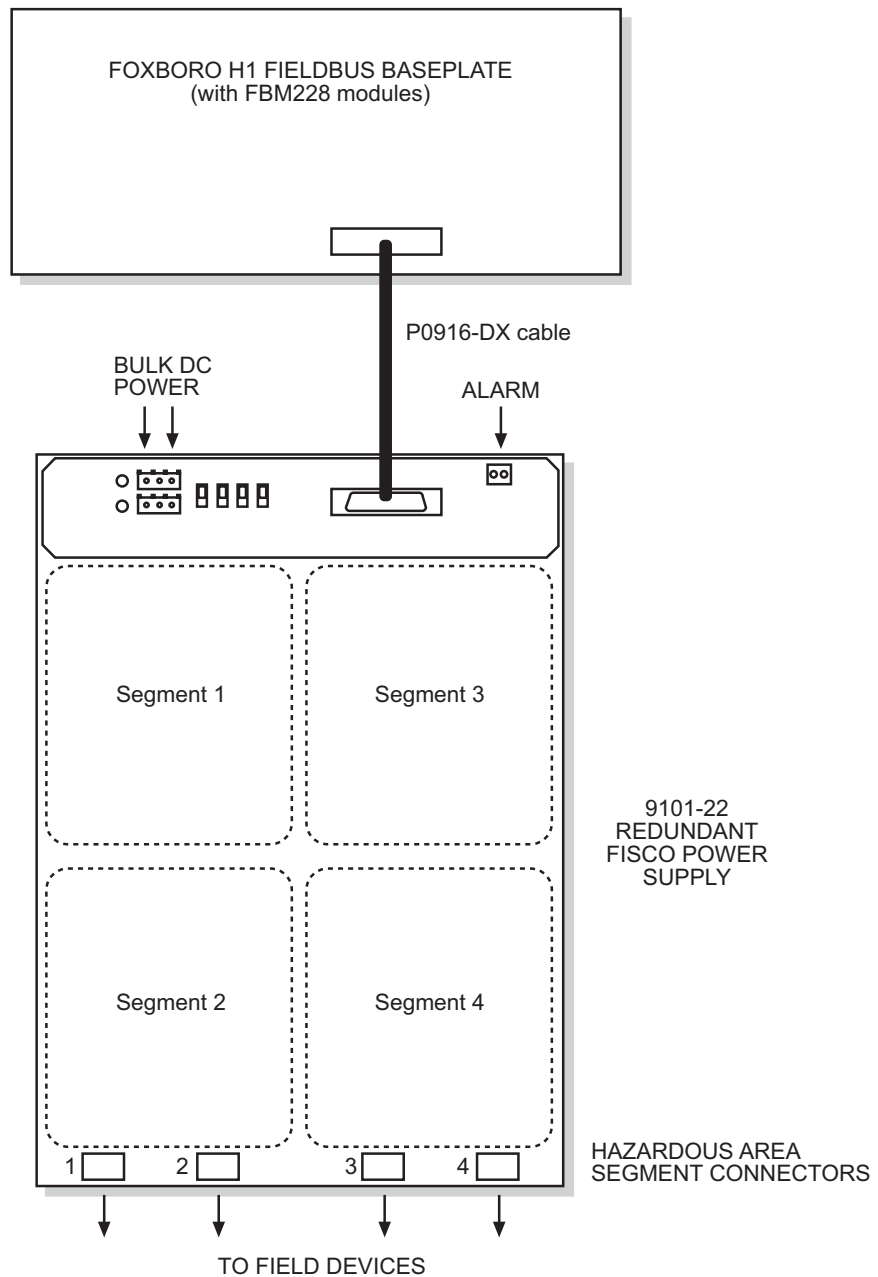 FOXBORO H1 FIELDBUS BASEPLATE
(with FBM228 modules)
P0916-DX cable
BULK DC
POWER
ALARM
Segment 1
Segment 3
9101-22
REDUNDANT
FISCO POWER
SUPPLY
Segment 2
Segment 4
1
2
3
4
HAZARDOUS AREA
SEGMENT CONNECTORS
TO FIELD DEVICES